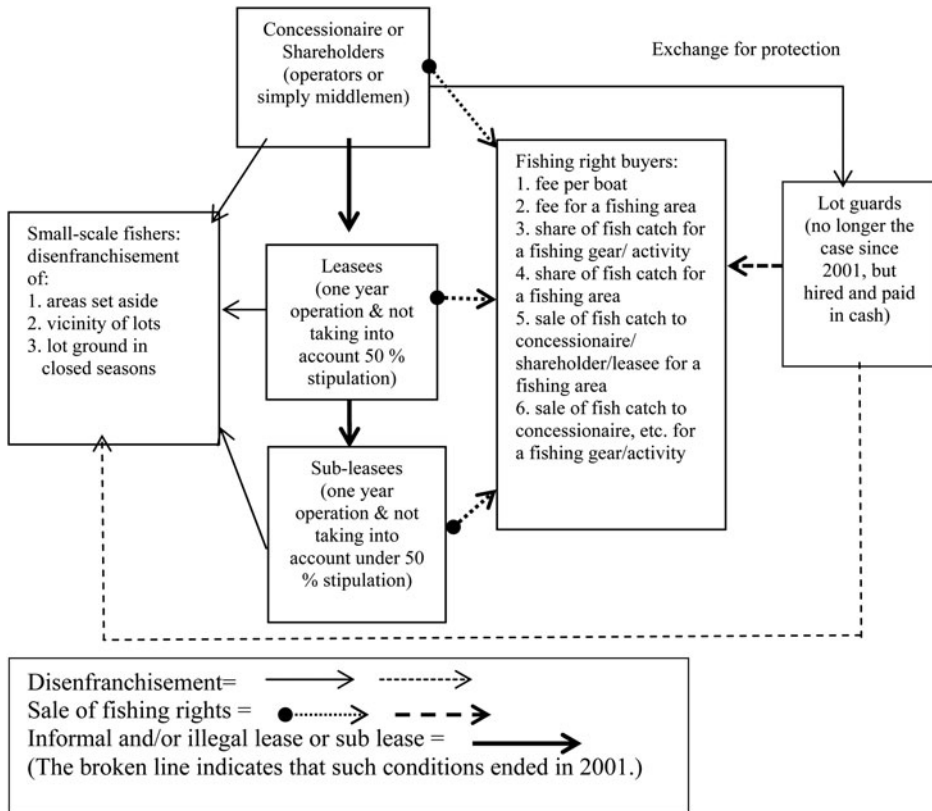 Concessionaire or
Shareholders
(operators or
simply middlemen)
Exchange for protection
Small-scale fishers:
disenfranchisement
of:
1. areas set aside
2. vicinity of lots
3. lot ground in
closed seasons
Leasees
(one year
operation & not
taking into
account 50 %
stipulation)
Sub-leasees
(one year
operation & not
taking into
account under 50
% stipulation)
Fishing right buyers:
1. fee per boat
2. fee for a fishing area
3. share of fish catch for
a fishing gear/ activity
4. share of fish catch for
a fishing area
5. sale of fish catch to
concessionaire/
shareholder/leasee for a
fishing area
6. sale of fish catch to
concessionaire, etc. for
a fishing gear/activity
Lot guards
(no longer the
case since
2001, but
hired and paid
in cash)
Disenfranchisement=
Sale of fishing rights =
Informal and/or illegal lease or sub lease =
(The broken line indicates that such conditions ended in 2001.)